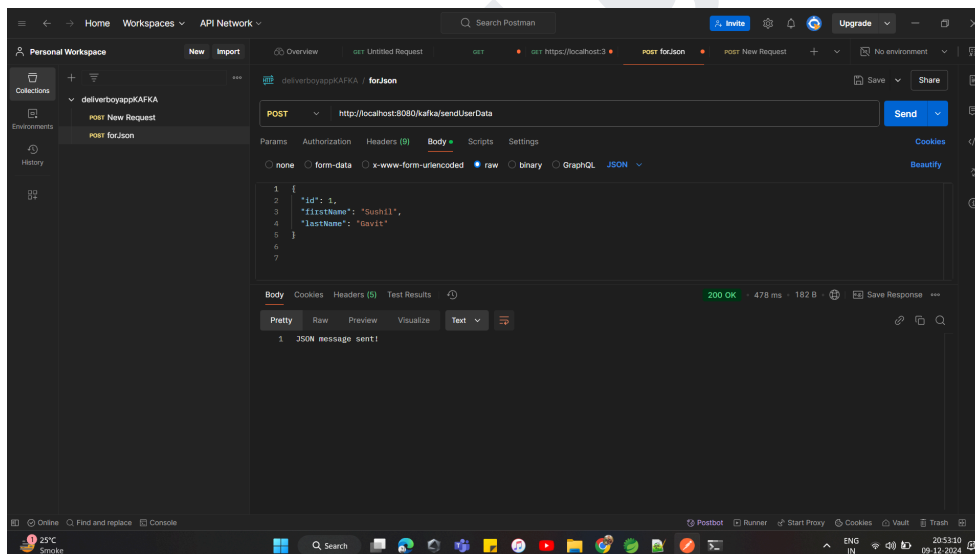 Home Workspaces API Network Search Postman Invite Upgrade
Personal Workspace New Import Overview GET Untitled Request GET GET https://localhost:3 POST forJson POST New Request No environment
Collections
Environments
History
deliverboyappKAFKA
POST New Request
POST forJson
deliverboyappKAFKA / forJson Save Share
POST http://localhost:8080/kafka/sendUserData Send
Params Authorization Headers (9) Body Scripts Settings Cookies
none form-data x-www-form-urlencoded raw binary GraphQL JSON Beautify
1 {
2 "id": 1,
3 "firstName": "Sushil",
4 "lastName": "Gavit"
5 }
6
7
Body Cookies Headers (5) Test Results 200 OK 478 ms 182 B Save Response
Pretty Raw Preview Visualize Text
1 JSON message sent!
Online Find and replace Console Postbot Runner Start Proxy Cookies Vault Trash
1 25°C
Smoke
Search
ENG
IN
20:53:10
09-12-2024